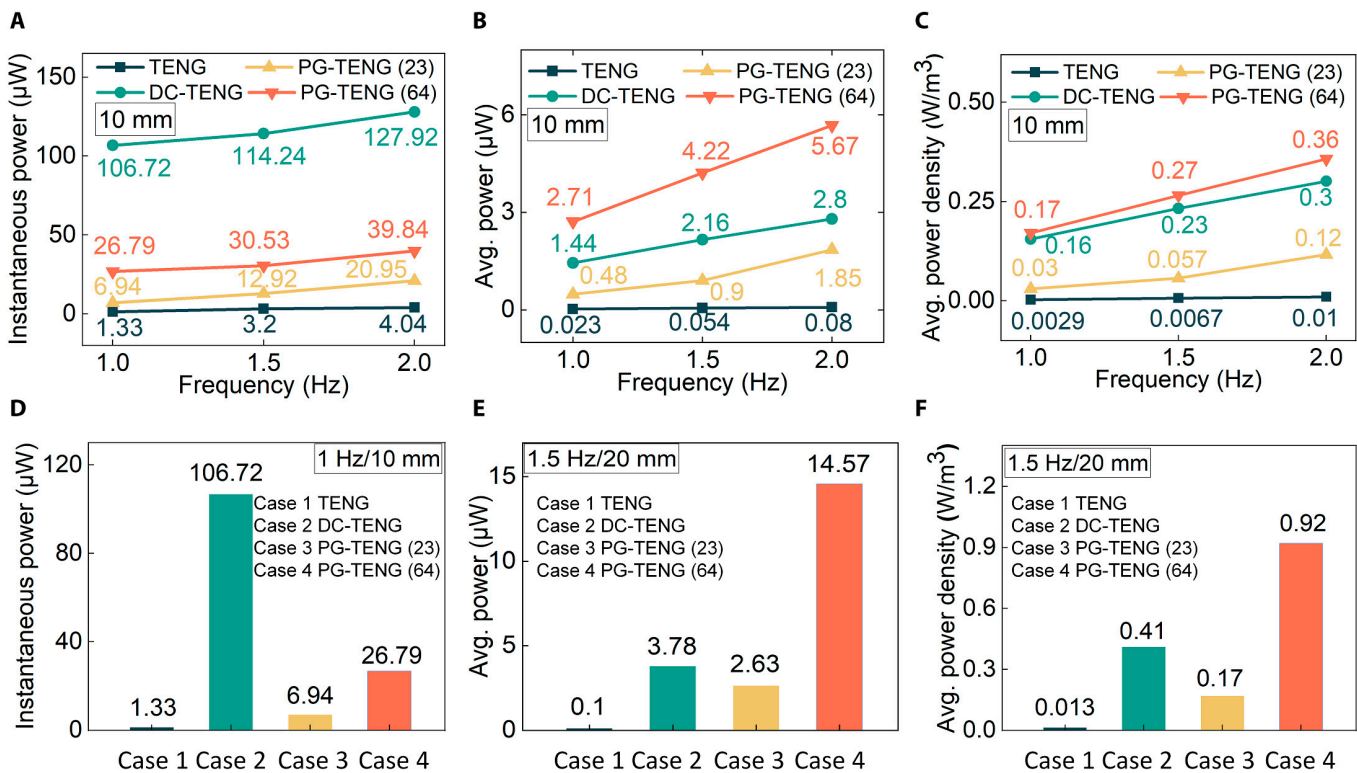 A
B
C
Instantaneous power (µW)
150
100
50
0
TENG
PG-TENG (23)
DC-TENG
PG-TENG (64)
10 mm
106.72
114.24
127.92
26.79
30.53
39.84
6.94
12.92
20.95
1.33
3.2
4.04
1.0
1.5
2.0
Frequency (Hz)
Avg. power (µW)
6
3
0
TENG
PG-TENG (23)
DC-TENG
PG-TENG (64)
10 mm
2.71
4.22
5.67
1.44
2.16
2.8
0.48
0.9
1.85
0.023
0.054
0.08
1.0
1.5
2.0
Frequency (Hz)
Avg. power density (W/m³)
0.50
0.25
0.00
TENG
PG-TENG (23)
DC-TENG
PG-TENG (64)
10 mm
0.17
0.27
0.36
0.16
0.23
0.3
0.03
0.057
0.12
0.0029
0.0067
0.01
1.0
1.5
2.0
Frequency (Hz)
D
E
F
Instantaneous power (µW)
120
80
40
0
1 Hz/10 mm
Case 1 TENG
Case 2 DC-TENG
Case 3 PG-TENG (23)
Case 4 PG-TENG (64)
1.33
106.72
6.94
26.79
Case 1 Case 2 Case 3 Case 4
Avg. power (µW)
15
10
5
0
1.5 Hz/20 mm
Case 1 TENG
Case 2 DC-TENG
Case 3 PG-TENG (23)
Case 4 PG-TENG (64)
0.1
3.78
2.63
14.57
Case 1 Case 2 Case 3 Case 4
Avg. power density (W/m³)
1.2
0.9
0.6
0.3
0.0
1.5 Hz/20 mm
Case 1 TENG
Case 2 DC-TENG
Case 3 PG-TENG (23)
Case 4 PG-TENG (64)
0.013
0.41
0.17
0.92
Case 1 Case 2 Case 3 Case 4